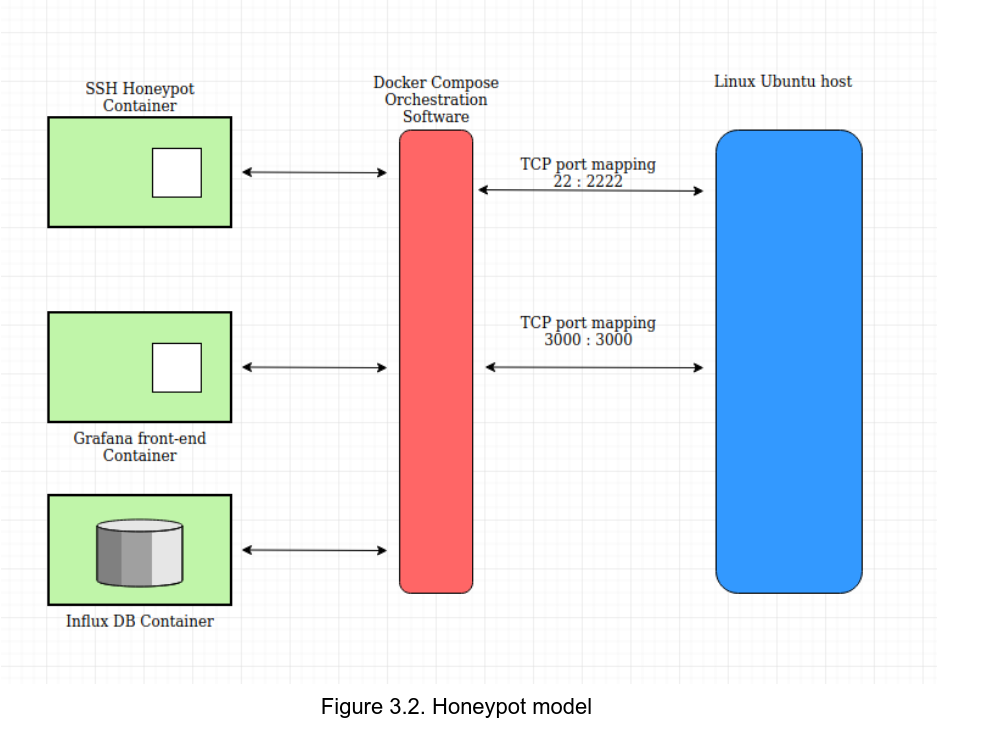 SSH Honeypot
Container
Docker Compose
Orchestration
Software
Linux Ubuntu host
TCP port mapping
22 : 2222
TCP port mapping
3000 : 3000
Grafana front-end
Container
Influx DB Container
Figure 3.2. Honeypot model